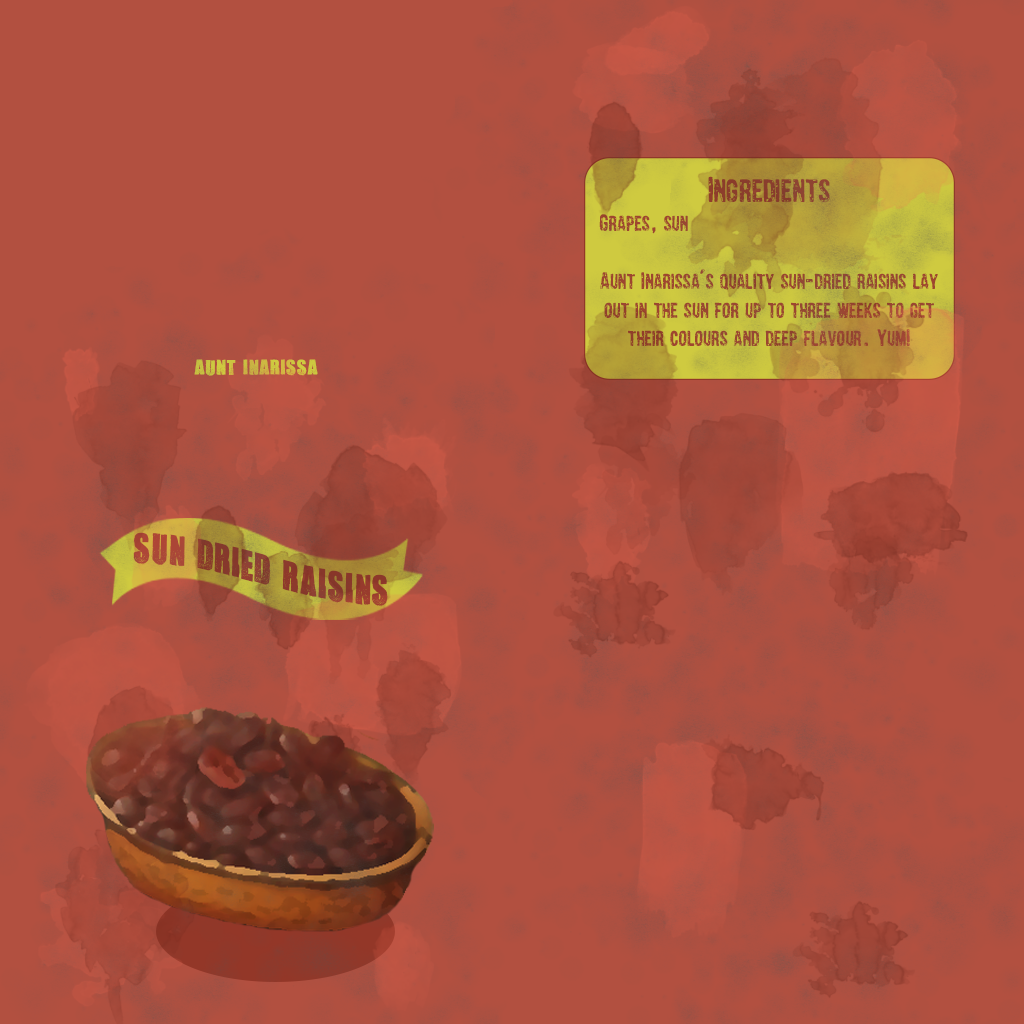 AUNT INARISSA
SUN DRIED RAISINS
INGREDIENTS
GRAPES, SUN
AUNT INARISSA'S QUALITY SUN-DRIED RAISINS LAY
OUT IN THE SUN FOR UP TO THREE WEEKS TO GET
THEIR COLOURS AND DEEP FLAVOUR. YUM!